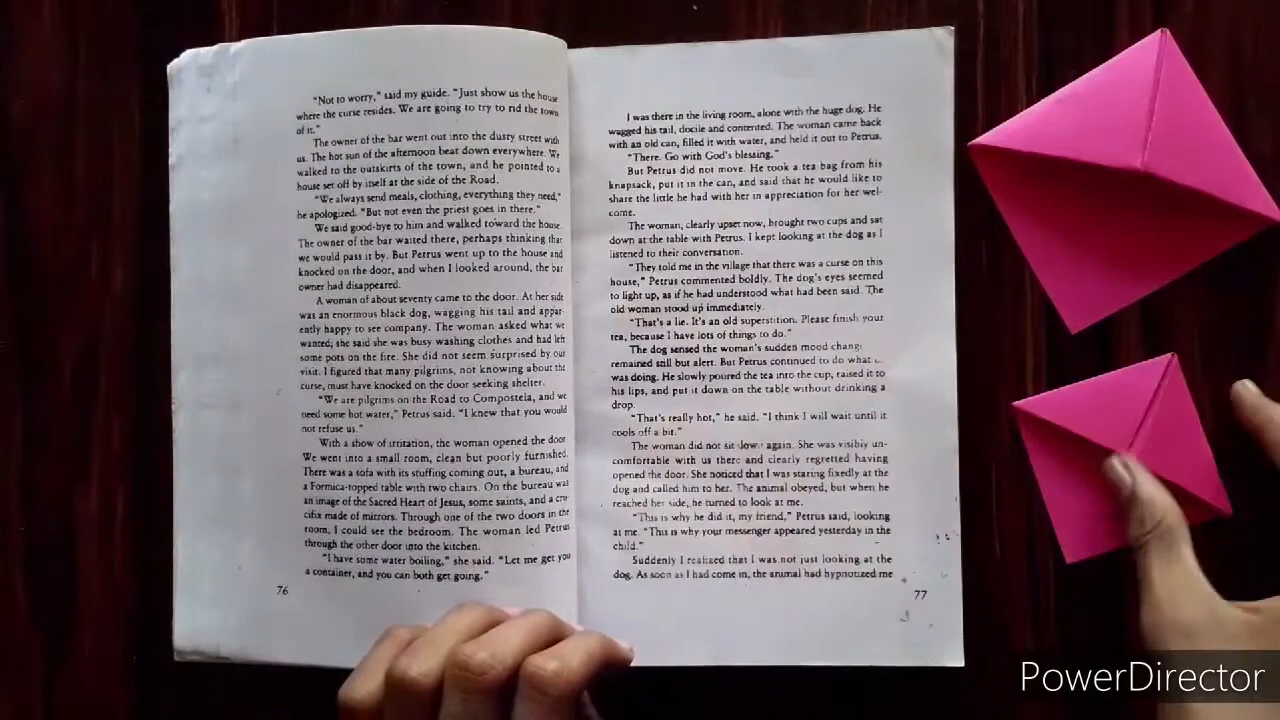 "Not to worry," said my guide. "Just show us the house
where the curse resides. We are going to try to rid the town
of it."
The owner of the bar went out into the dusty street with
us. The hot sun of the afternoon beat down everywhere. We
walked to the outskirts of the town, and he pointed to a
house set off by itself at the side of the Road.
"We always send meals, clothing, everything they need,"
he apologized. "But not even the priest goes in there."
We said good-bye to him and walked toward the house.
The owner of the bar waited there, perhaps thinking that
we would pass it by. But Petrus went up to the house and
knocked on the door, and when I looked around, the bar
owner had disappeared.
A woman of about seventy came to the door. At her side
was an enormous black dog, wagging his tail and appar-
ently happy to see company. The woman asked what we
wanted; she said she was busy washing clothes and had left
some pots on the fire. She did not seem surprised by our
visit. I figured that many pilgrims, not knowing about the
curse, must have knocked on the door seeking shelter.
"We are pilgrims on the Road to Compostela, and we
need some hot water," Petrus said. "I knew that you would
not refuse us."
With a show of irritation, the woman opened the door.
We went into a small room, clean but poorly furnished.
There was a sofa with its stuffing coming out, a bureau, and
a Formica-topped table with two chairs. On the bureau was
an image of the Sacred Heart of Jesus, some saints, and a cru-
cifix made of mirrors. Through one of the two doors in the
room, I could see the bedroom. The woman led Petrus
through the other door into the kitchen.
"I have some water boiling," she said. "Let me get you
a container, and you can both get going."
76
I was there in the living room, alone with the huge dog. He
wagged his tail, docile and contented. The woman came back
with an old can, filled it with water, and held it out to Petrus.
"There. Go with God's blessing."
But Petrus did not move. He took a tea bag from his
knapsack, put it in the can, and said that he would like to
share the little he had with her in appreciation for her wel-
come.
The woman, clearly upset now, brought two cups and sat
down at the table with Petrus. I kept looking at the dog as I
listened to their conversation.
"They told me in the village that there was a curse on this
house," Petrus commented boldly. The dog's eyes seemed
to light up, as if he had understood what had been said. The
old woman stood up immediately.
"That's a lie. It's an old superstition. Please finish your
tea, because I have lots of things to do."
The dog sensed the woman's sudden mood change
remained still but alert. But Petrus continued to do what
was doing. He slowly poured the tea into the cup, raised it to
his lips, and put it down on the table without drinking a
drop.
"That's really hot," he said. "I think I will wait until it
cools off a bit."
The woman did not sit down again. She was visibly un-
comfortable with us there and clearly regretted having
opened the door. She noticed that I was staring fixedly at the
dog and called him to her. The animal obeyed, but when he
reached her side, he turned to look at me.
"This is why he did it, my friend," Petrus said, looking
at me. "This is why your messenger appeared yesterday in the
child."
Suddenly I realized that I was not just looking at the
dog. As soon as I had come in, the animal had hypnotized me
77
PowerDirector